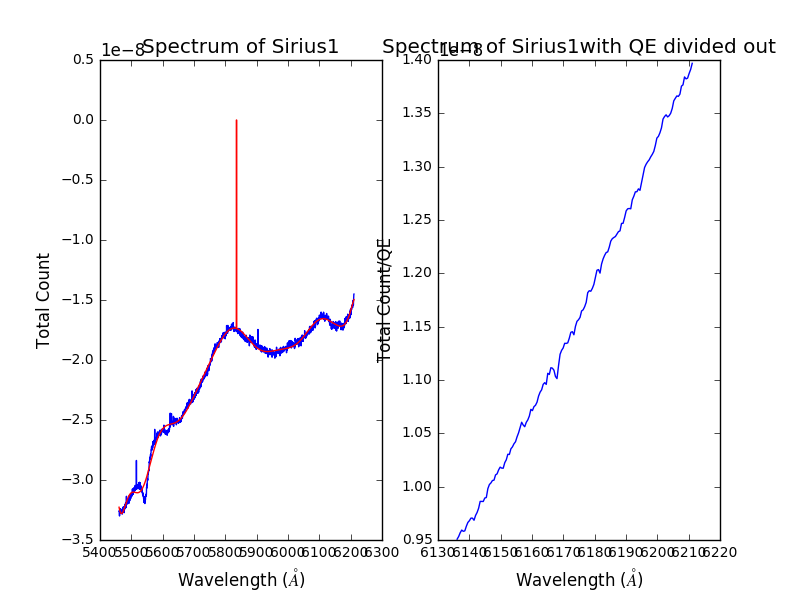 Spectrum of Sirius1
1e−8
0.5
0.0
−0.5
−1.0
−1.5
−2.0
−2.5
−3.0
−3.5
Total Count
5400 5500 5600 5700 5800 5900 6000 6100 6200 6300
Wavelength (Å)
Spectrum of Sirius1with QE divided out
1e−8
1.40
1.35
1.30
1.25
1.20
1.15
1.10
1.05
1.00
0.95
Total Count/QE
6130 6140 6150 6160 6170 6180 6190 6200 6210 6220
Wavelength (Å)